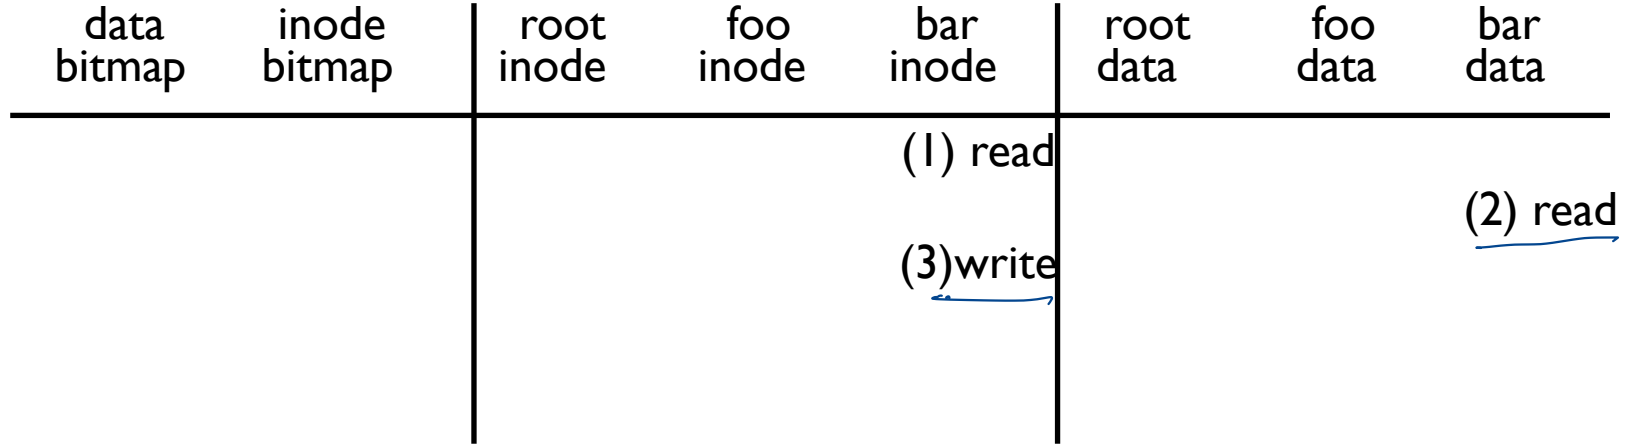 data inode root foo bar root foo bar
bitmap bitmap inode inode inode data data data
(1) read
(2) read
(3)write